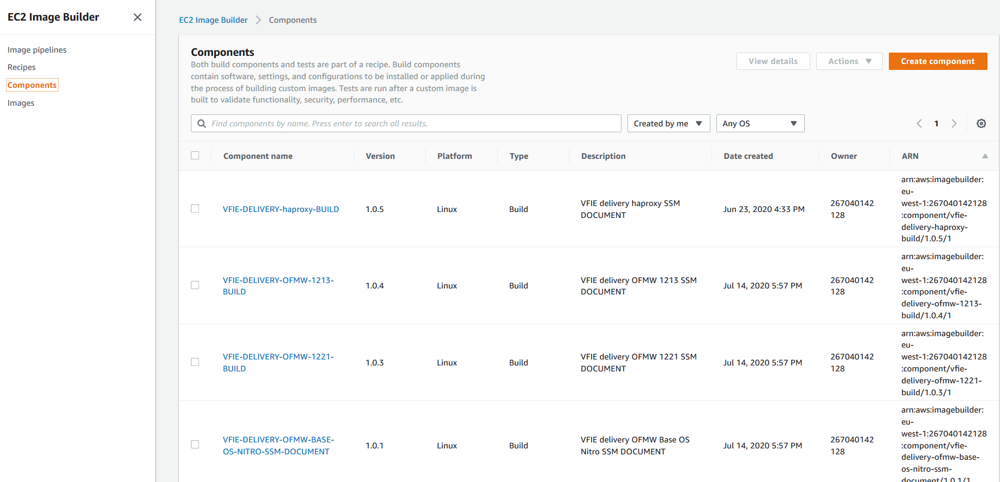 EC2 Image Builder
Image pipelines
Recipes
Components
Images
EC2 Image Builder
Components
Components
Both build components and tests are part of a recipe. Build components
contain software, settings, and configurations to be installed or applied during
the process of building custom images. Tests are run after a custom image is
built to validate functionality, security, performance, etc.
View details
Actions
Create component
Find components by name. Press enter to search all results.
Created by me
Any OS
1
Component name
Version
Platform
Type
Description
Date created
Owner
ARN
VFIE-DELIVERY-haproxy-BUILD
1.0.5
Linux
Build
VFIE delivery haproxy SSM
DOCUMENT
Jun 23, 2020 4:33 PM
267040142
128
arn:aws:imagebuilder:
eu-
west-1:267040142128
:component/vfie-
delivery-haproxy-
build/1.0.5/1
VFIE-DELIVERY-OFMW-1213-
BUILD
1.0.4
Linux
Build
VFIE delivery OFMW 1213 SSM
DOCUMENT
Jul 14, 2020 5:57 PM
267040142
128
arn:aws:imagebuilder:
eu-
west-1:267040142128
:component/vfie-
delivery-ofmw-1213-
build/1.0.4/1
VFIE-DELIVERY-OFMW-1221-
BUILD
1.0.3
Linux
Build
VFIE delivery OFMW 1221 SSM
DOCUMENT
Jul 14, 2020 5:57 PM
267040142
128
arn:aws:imagebuilder:
eu-
west-1:267040142128
:component/vfie-
delivery-ofmw-1221-
build/1.0.3/1
VFIE-DELIVERY-OFMW-BASE-
OS-NITRO-SSM-DOCUMENT
1.0.1
Linux
Build
VFIE delivery OFMW Base OS
Nitro SSM DOCUMENT
Jul 14, 2020 5:57 PM
267040142
128
arn:aws:imagebuilder:
eu-
west-1:267040142128
:component/vfie-
delivery-ofmw-base-
os-nitro-ssm-
document/1.0.1/1